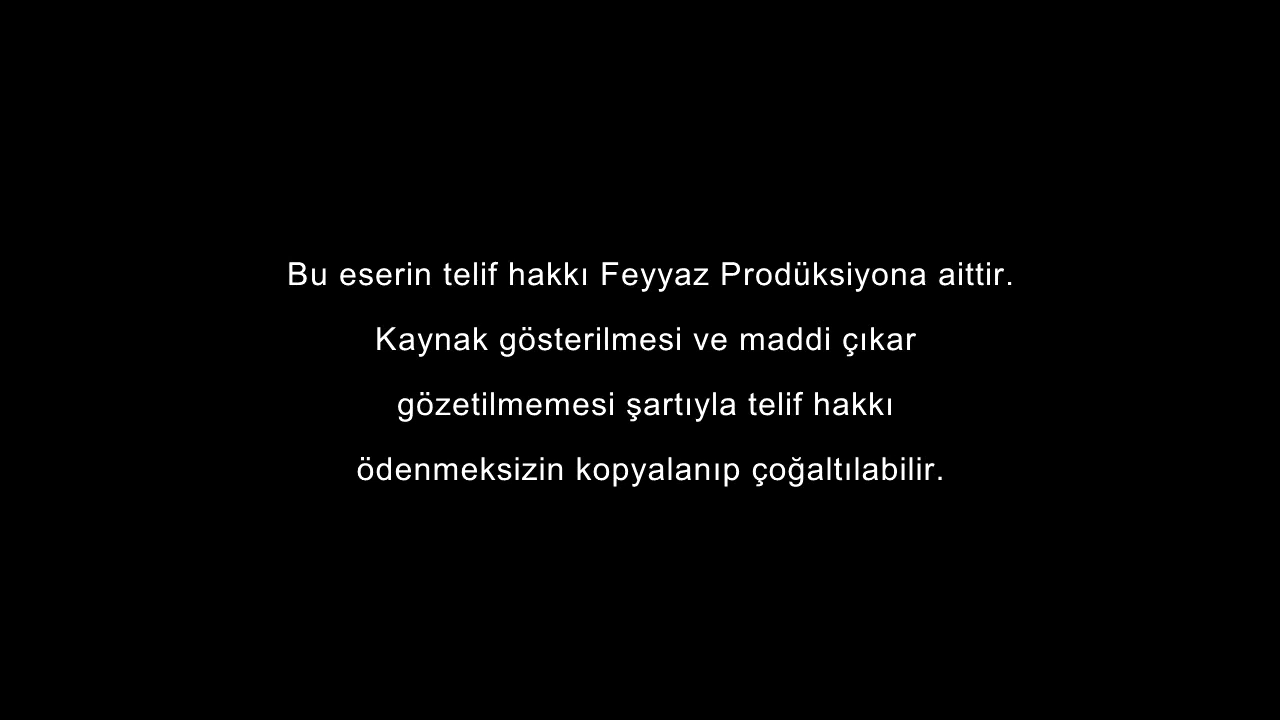 Bu eserin telif hakkı Feyyaz Prodüksiyona aittir.
Kaynak gösterilmesi ve maddi çıkar
gözetilmemesi şartıyla telif hakkı
ödenmeksizin kopyalanıp çoğaltılabilir.